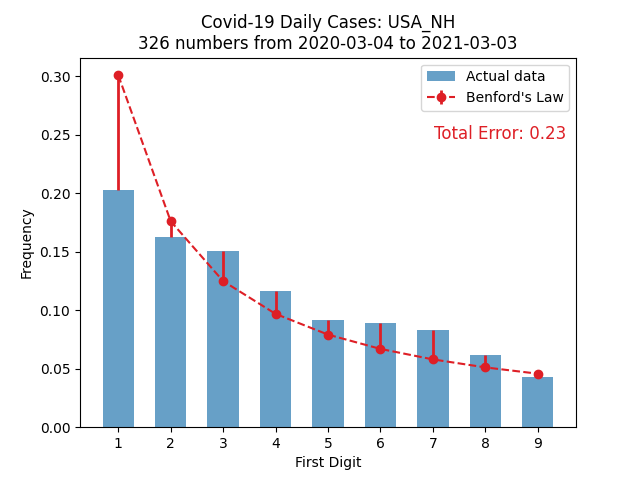 Covid-19 Daily Cases: USA_NH
326 numbers from 2020-03-04 to 2021-03-03
Actual data
Benford's Law
Total Error: 0.23
0.30
0.25
0.20
0.15
0.10
0.05
0.00
Frequency
1 2 3 4 5 6 7 8 9
First Digit